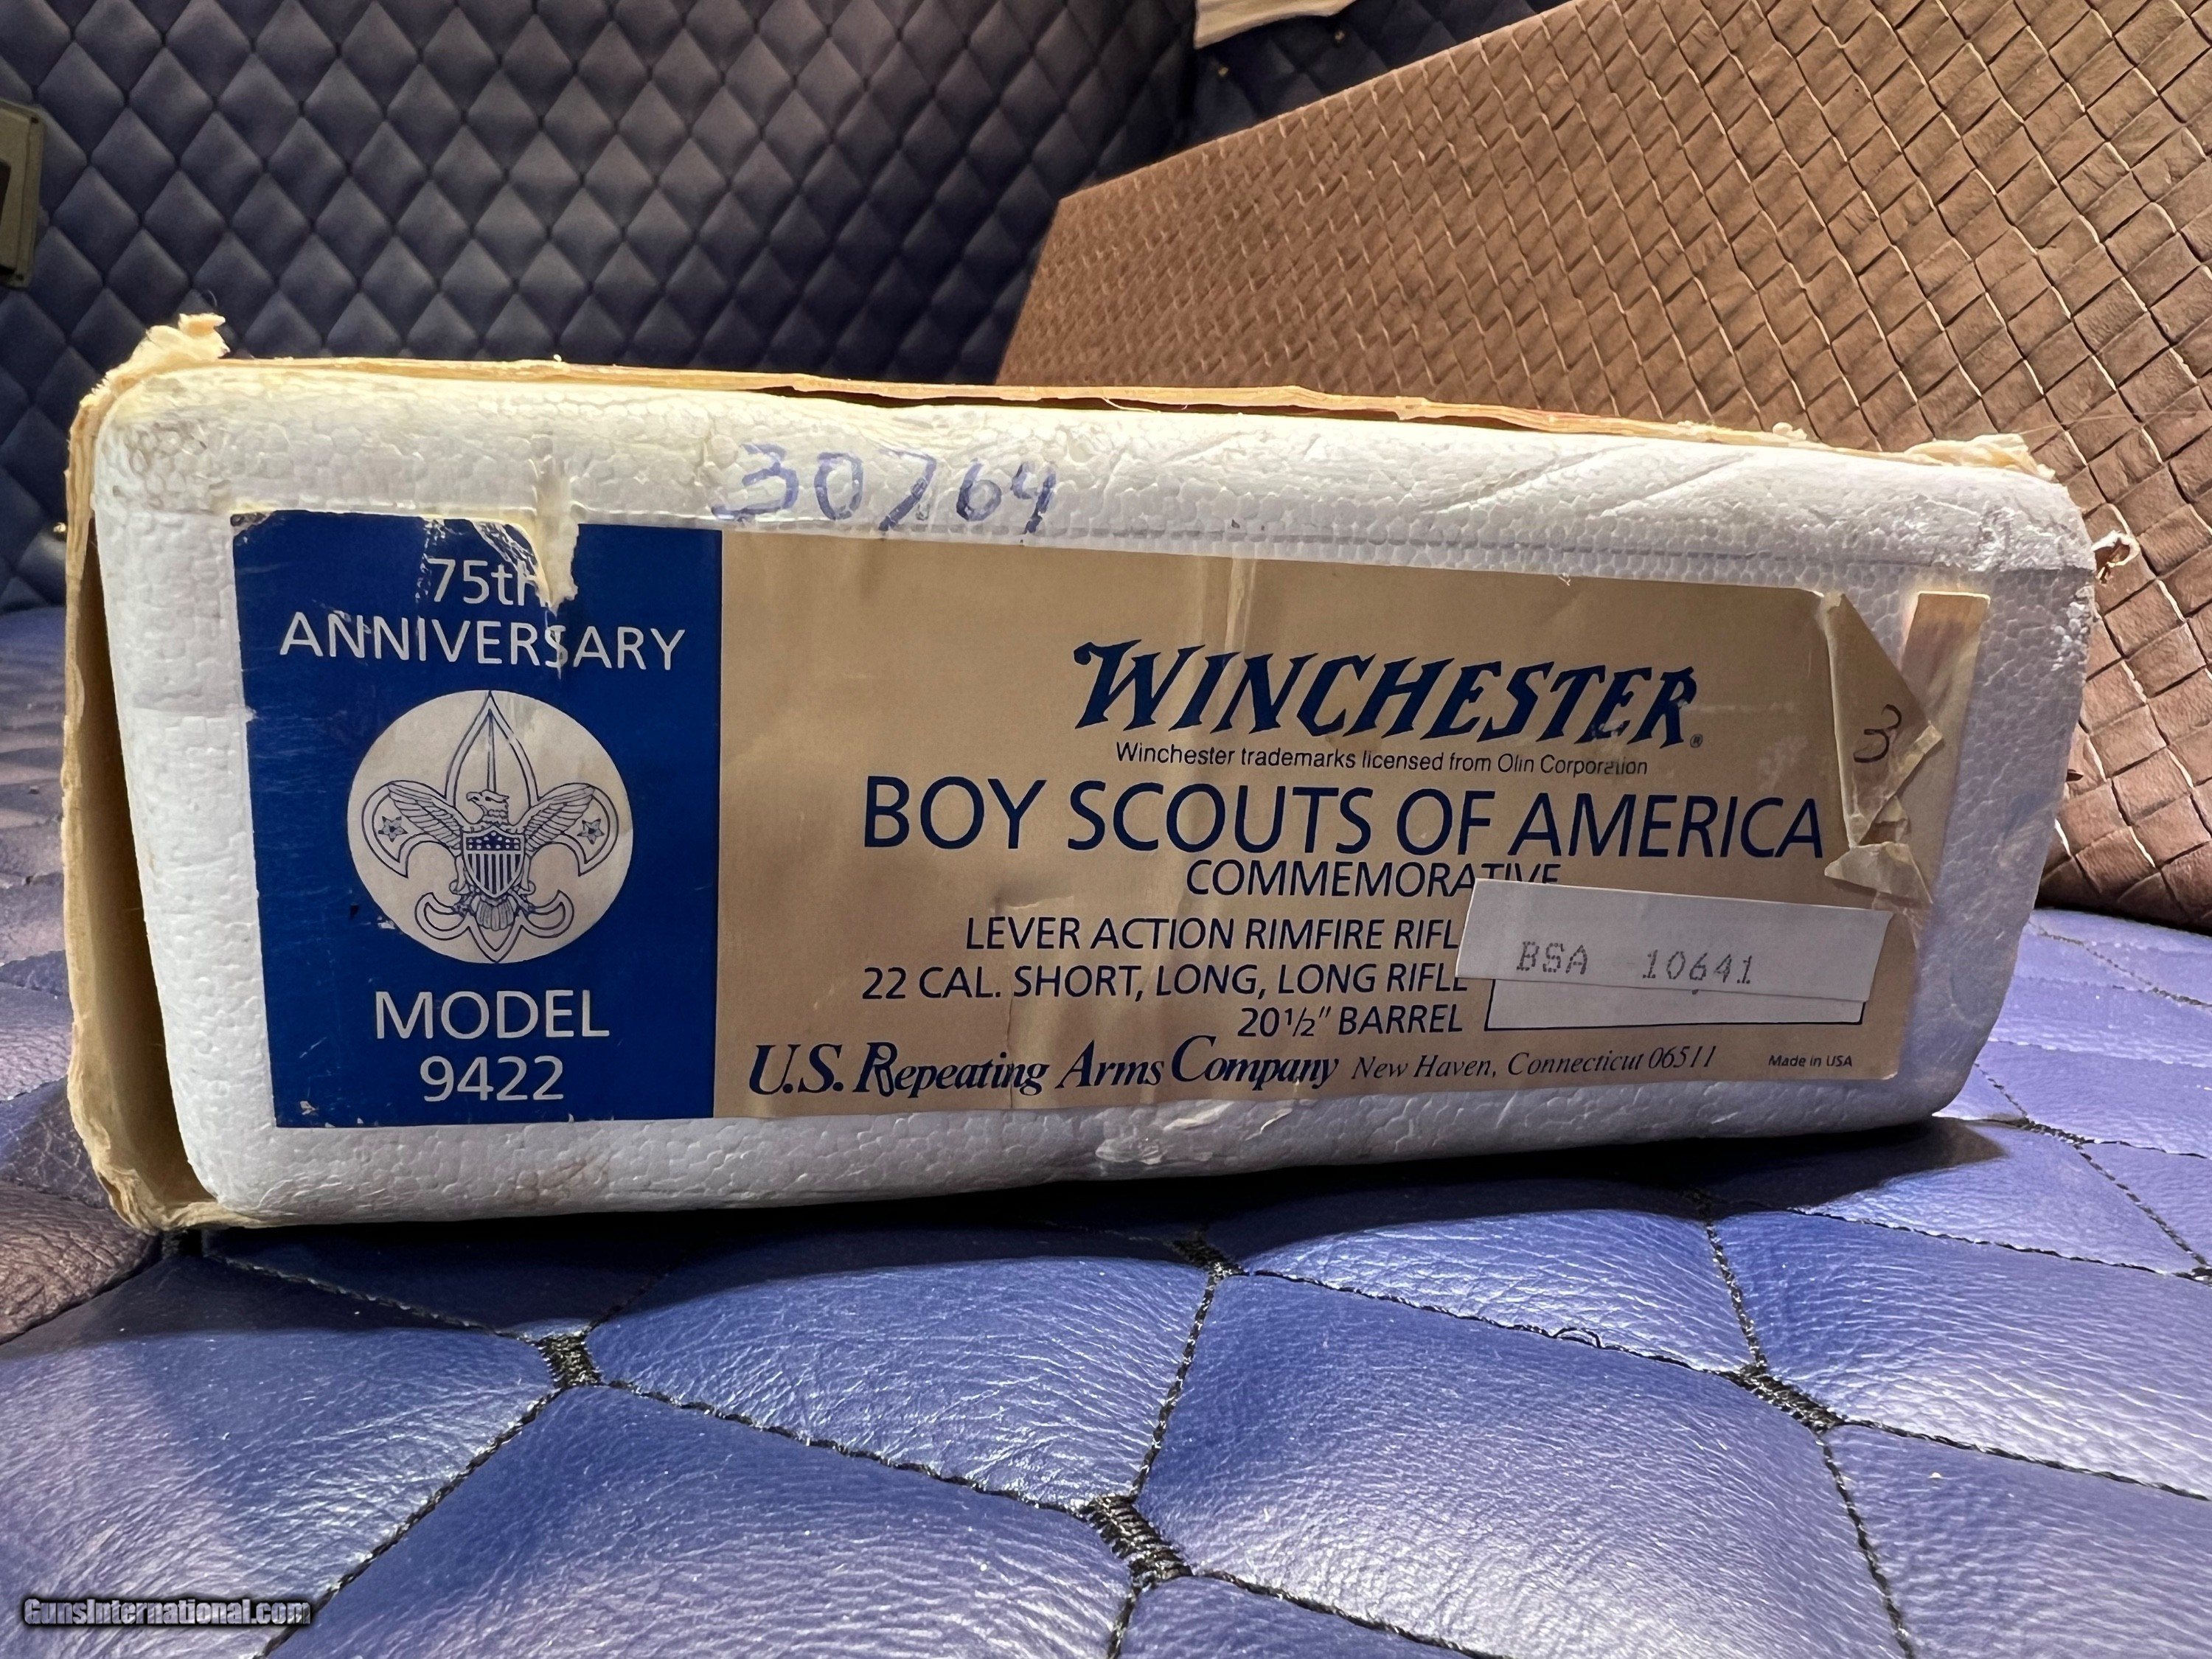 30764
75th
ANNIVERSARY
MODEL
9422
WINCHESTER®
Winchester trademarks licensed from Olin Corporation
BOY SCOUTS OF AMERICA
COMMEMORATIVE
LEVER ACTION RIMFIRE RIFL
22 CAL. SHORT, LONG, LONG RIFLE
20 1/2" BARREL
BSA 10641
U.S. Repeating Arms Company New Haven, Connecticut 06511 Made in USA
3
GunsInternational.com